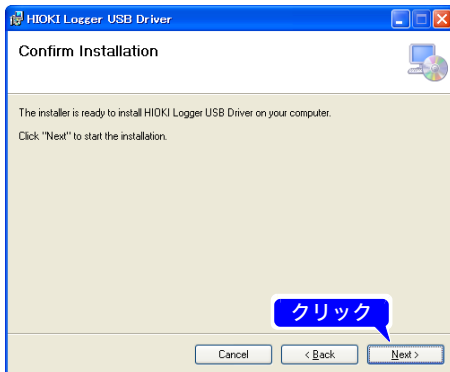 HIOKI Logger USB Driver
Confirm Installation
The installer is ready to install HIOKI Logger USB Driver on your computer.
Click "Next" to start the installation.
クリック
Cancel
< Back
Next >